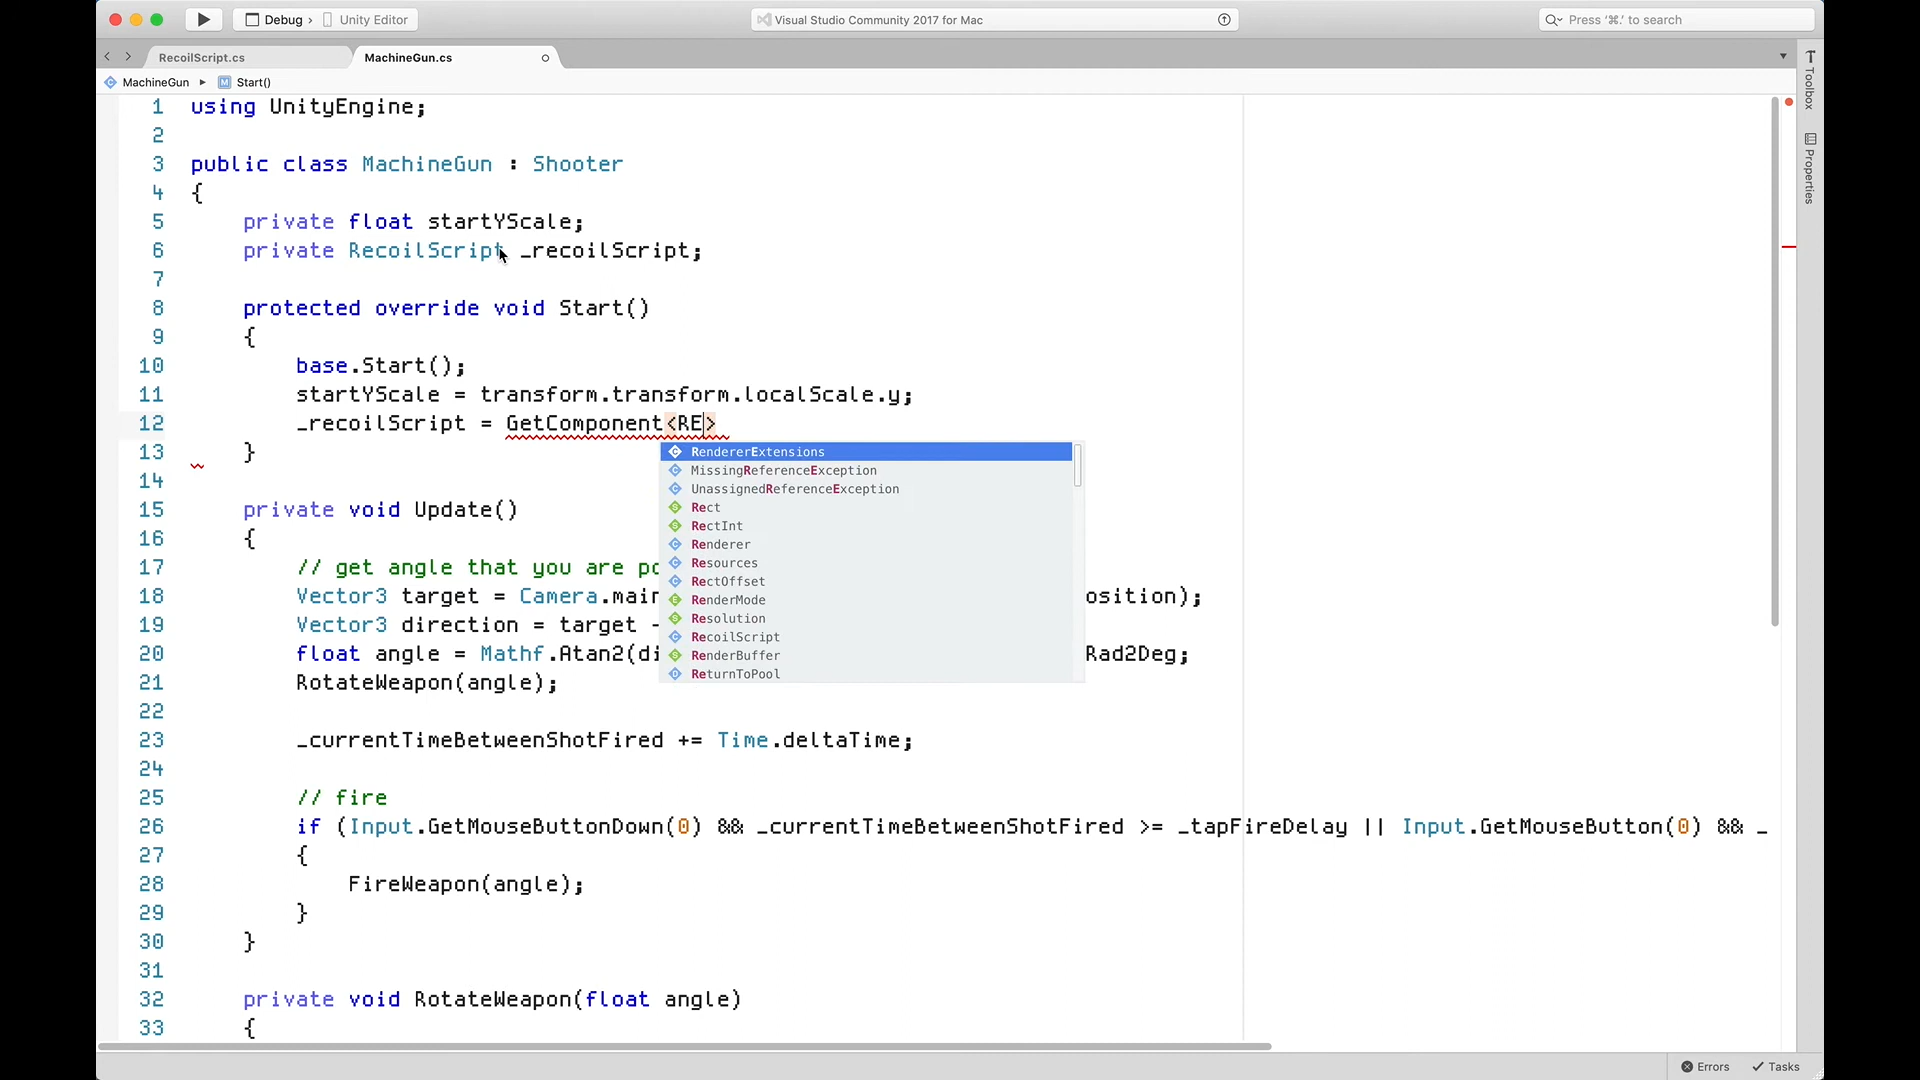 Debug › Unity Editor
Visual Studio Community 2017 for Mac
Press '⌘.' to search
RecoilScript.cs
MachineGun.cs
MachineGun ▸ Start()
Toolbox
Properties
1 using UnityEngine;
2
3 public class MachineGun : Shooter
4 {
5 private float startYScale;
6 private RecoilScript _recoilScript;
7
8 protected override void Start()
9 {
10 base.Start();
11 startYScale = transform.transform.localScale.y;
12 _recoilScript = GetComponent<RE>
13 }
14
15 private void Update()
16 {
17 // get angle that you are po
18 Vector3 target = Camera.main osition);
19 Vector3 direction = target -
20 float angle = Mathf.Atan2(di Rad2Deg;
21 RotateWeapon(angle);
22
23 _currentTimeBetweenShotFired += Time.deltaTime;
24
25 // fire
26 if (Input.GetMouseButtonDown(0) && _currentTimeBetweenShotFired >= _tapFireDelay || Input.GetMouseButton(0) && _
27 {
28 FireWeapon(angle);
29 }
30 }
31
32 private void RotateWeapon(float angle)
33 {
RendererExtensions
MissingReferenceException
UnassignedReferenceException
Rect
RectInt
Renderer
Resources
RectOffset
RenderMode
Resolution
RecoilScript
RenderBuffer
ReturnToPool
Errors
Tasks